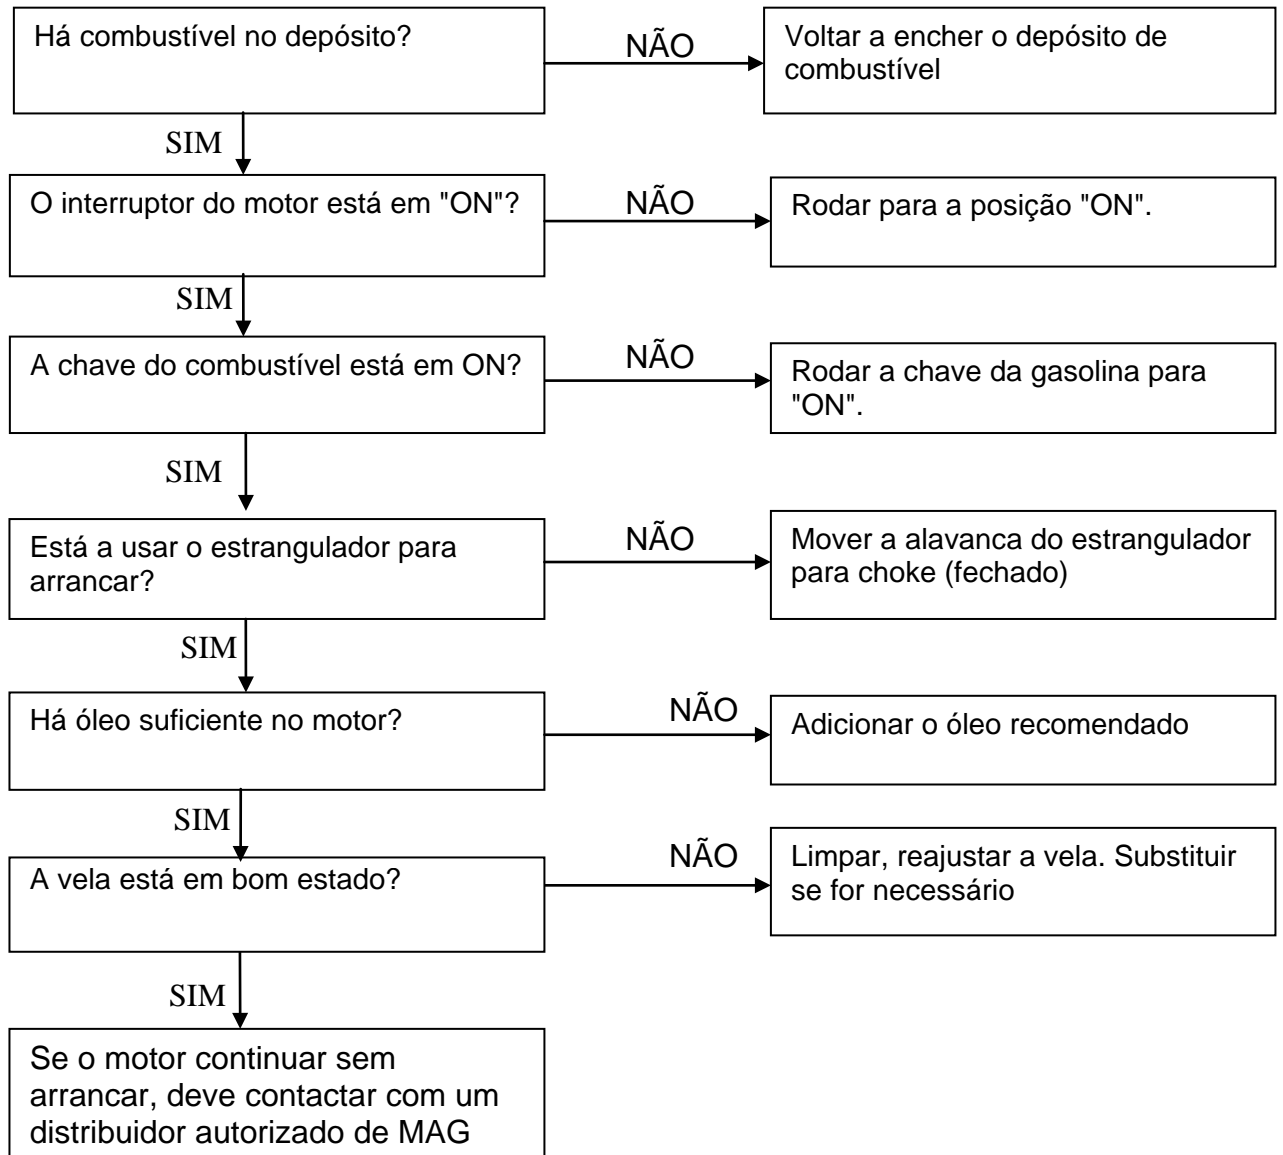 Há combustível no depósito?
NÃO
Voltar a encher o depósito de
combustível
SIM
O interruptor do motor está em "ON"?
NÃO
Rodar para a posição "ON".
SIM
A chave do combustível está em ON?
NÃO
Rodar a chave da gasolina para
"ON".
SIM
Está a usar o estrangulador para
arrancar?
NÃO
Mover a alavanca do estrangulador
para choke (fechado)
SIM
Há óleo suficiente no motor?
NÃO
Adicionar o óleo recomendado
SIM
A vela está em bom estado?
NÃO
Limpar, reajustar a vela. Substituir
se for necessário
SIM
Se o motor continuar sem
arrancar, deve contactar com um
distribuidor autorizado de MAG